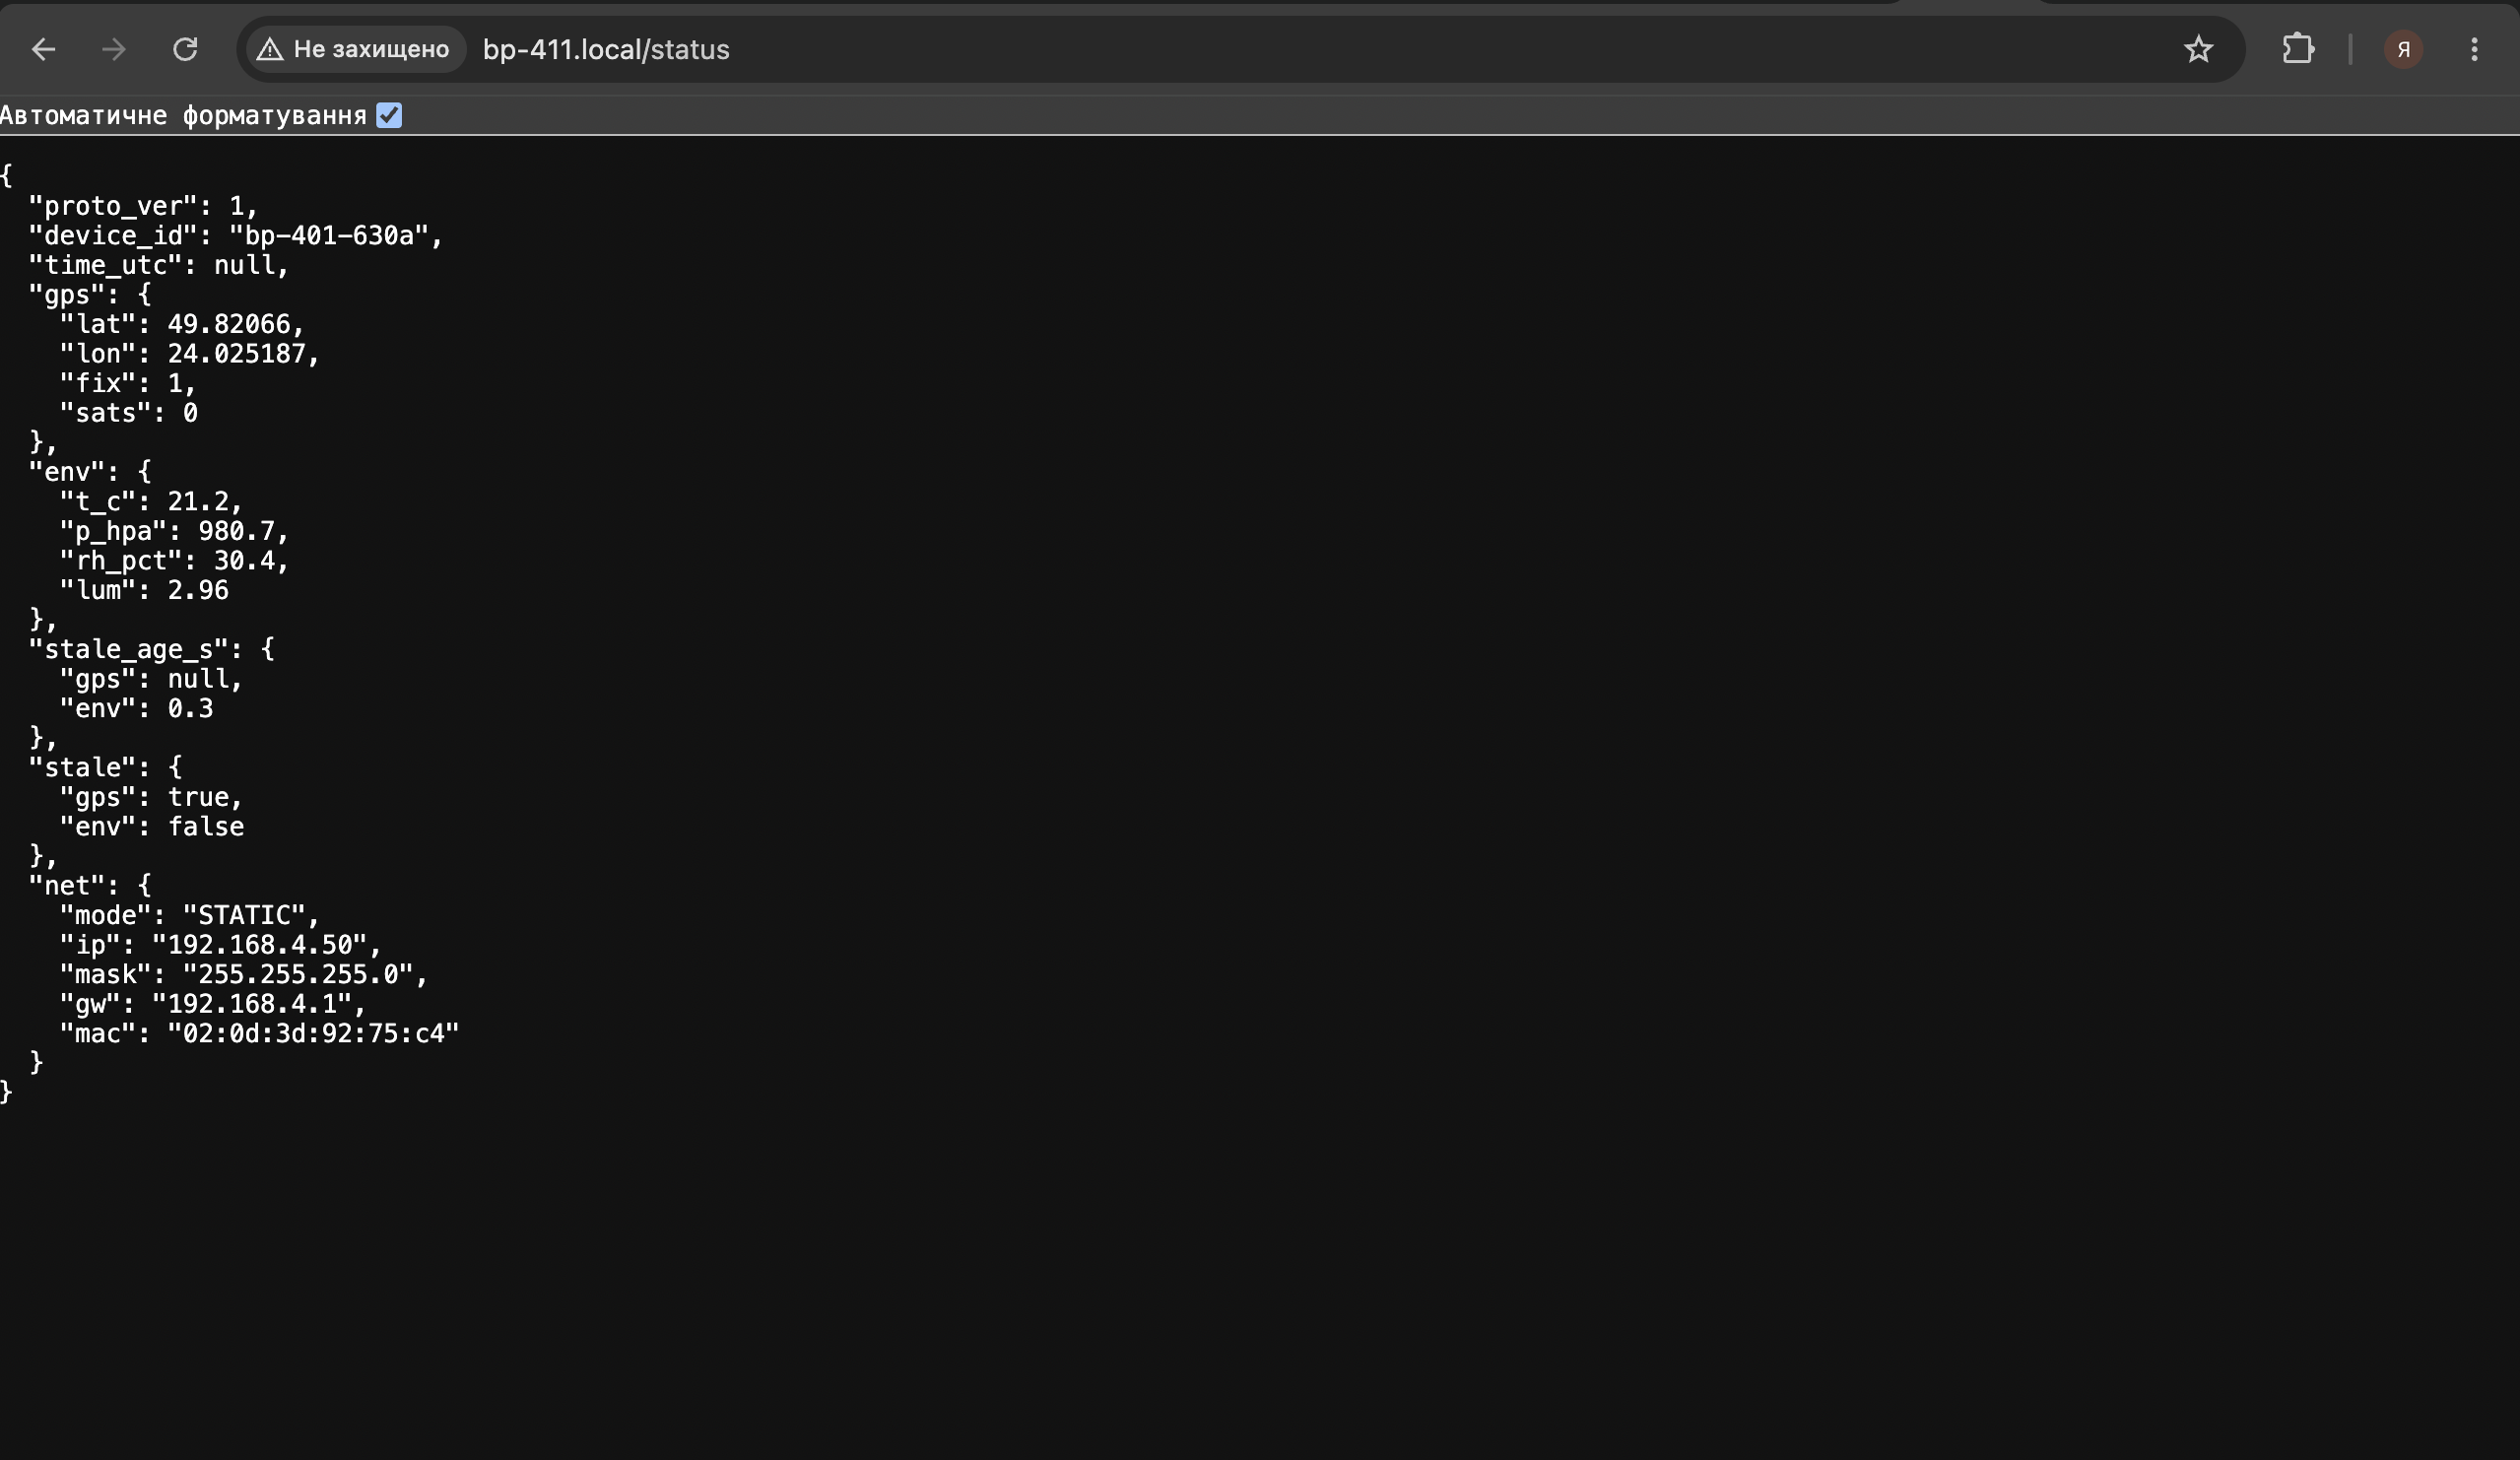 Не захищено bp-411.local/status Я
Автоматичне форматування
{
  "proto_ver": 1,
  "device_id": "bp-401-630a",
  "time_utc": null,
  "gps": {
    "lat": 49.82066,
    "lon": 24.025187,
    "fix": 1,
    "sats": 0
  },
  "env": {
    "t_c": 21.2,
    "p_hpa": 980.7,
    "rh_pct": 30.4,
    "lum": 2.96
  },
  "stale_age_s": {
    "gps": null,
    "env": 0.3
  },
  "stale": {
    "gps": true,
    "env": false
  },
  "net": {
    "mode": "STATIC",
    "ip": "192.168.4.50",
    "mask": "255.255.255.0",
    "gw": "192.168.4.1",
    "mac": "02:0d:3d:92:75:c4"
  }
}